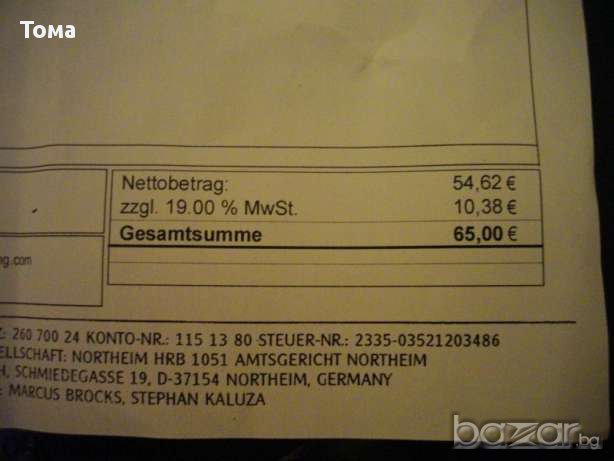 Toma
Nettobetrag: 54,62 €
zzgl. 19.00 % MwSt. 10,38 €
Gesamtsumme 65,00 €
ng.com
Z: 260 700 24 KONTO-NR.: 115 13 80 STEUER-NR.: 2335-03521203486
ELLSCHAFT: NORTHEIM HRB 1051 AMTSGERICHT NORTHEIM
H, SCHMIEDEGASSE 19, D-37154 NORTHEIM, GERMANY
: MARCUS BROCKS, STEPHAN KALUZA
bazar.bg